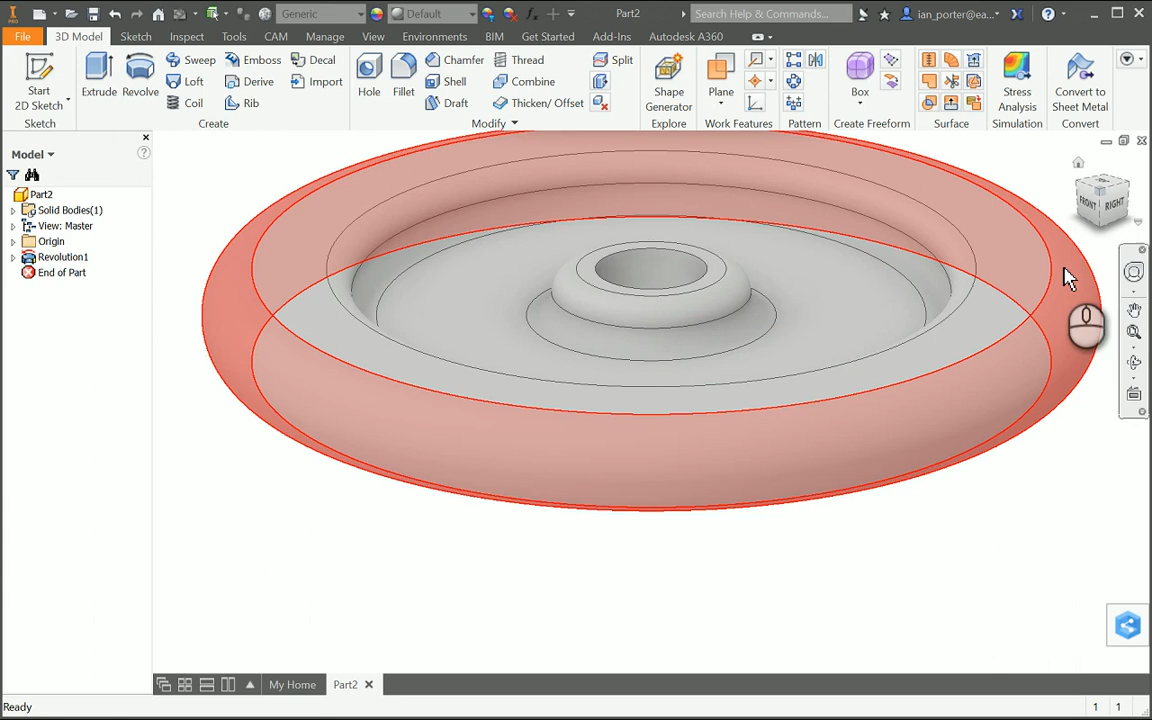 PRO
Generic
Default
fx
Part2
Search Help & Commands...
ian_porter@ea...
File
3D Model
Sketch
Inspect
Tools
CAM
Manage
View
Environments
BIM
Get Started
Add-Ins
Autodesk A360
Start
2D Sketch
Sketch
Extrude
Revolve
Sweep
Loft
Coil
Emboss
Derive
Rib
Decal
Import
Create
Hole
Fillet
Chamfer
Shell
Draft
Thread
Combine
Thicken/ Offset
Split
Modify
Shape
Generator
Explore
Plane
Work Features
Pattern
Box
Create Freeform
Surface
Stress
Analysis
Simulation
Convert to
Sheet Metal
Convert
Model
Part2
Solid Bodies(1)
View: Master
Origin
Revolution1
End of Part
FRONT
RIGHT
My Home
Part2
Ready
1
1